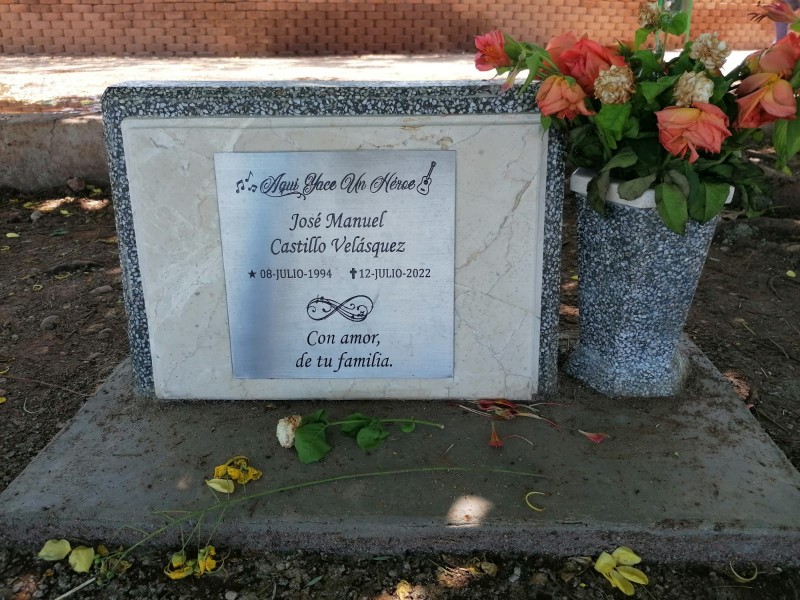 Aquí Yace Un Héroe
José Manuel
Castillo Velásquez
08-JULIO-1994 12-JULIO-2022
Con amor,
de tu familia.